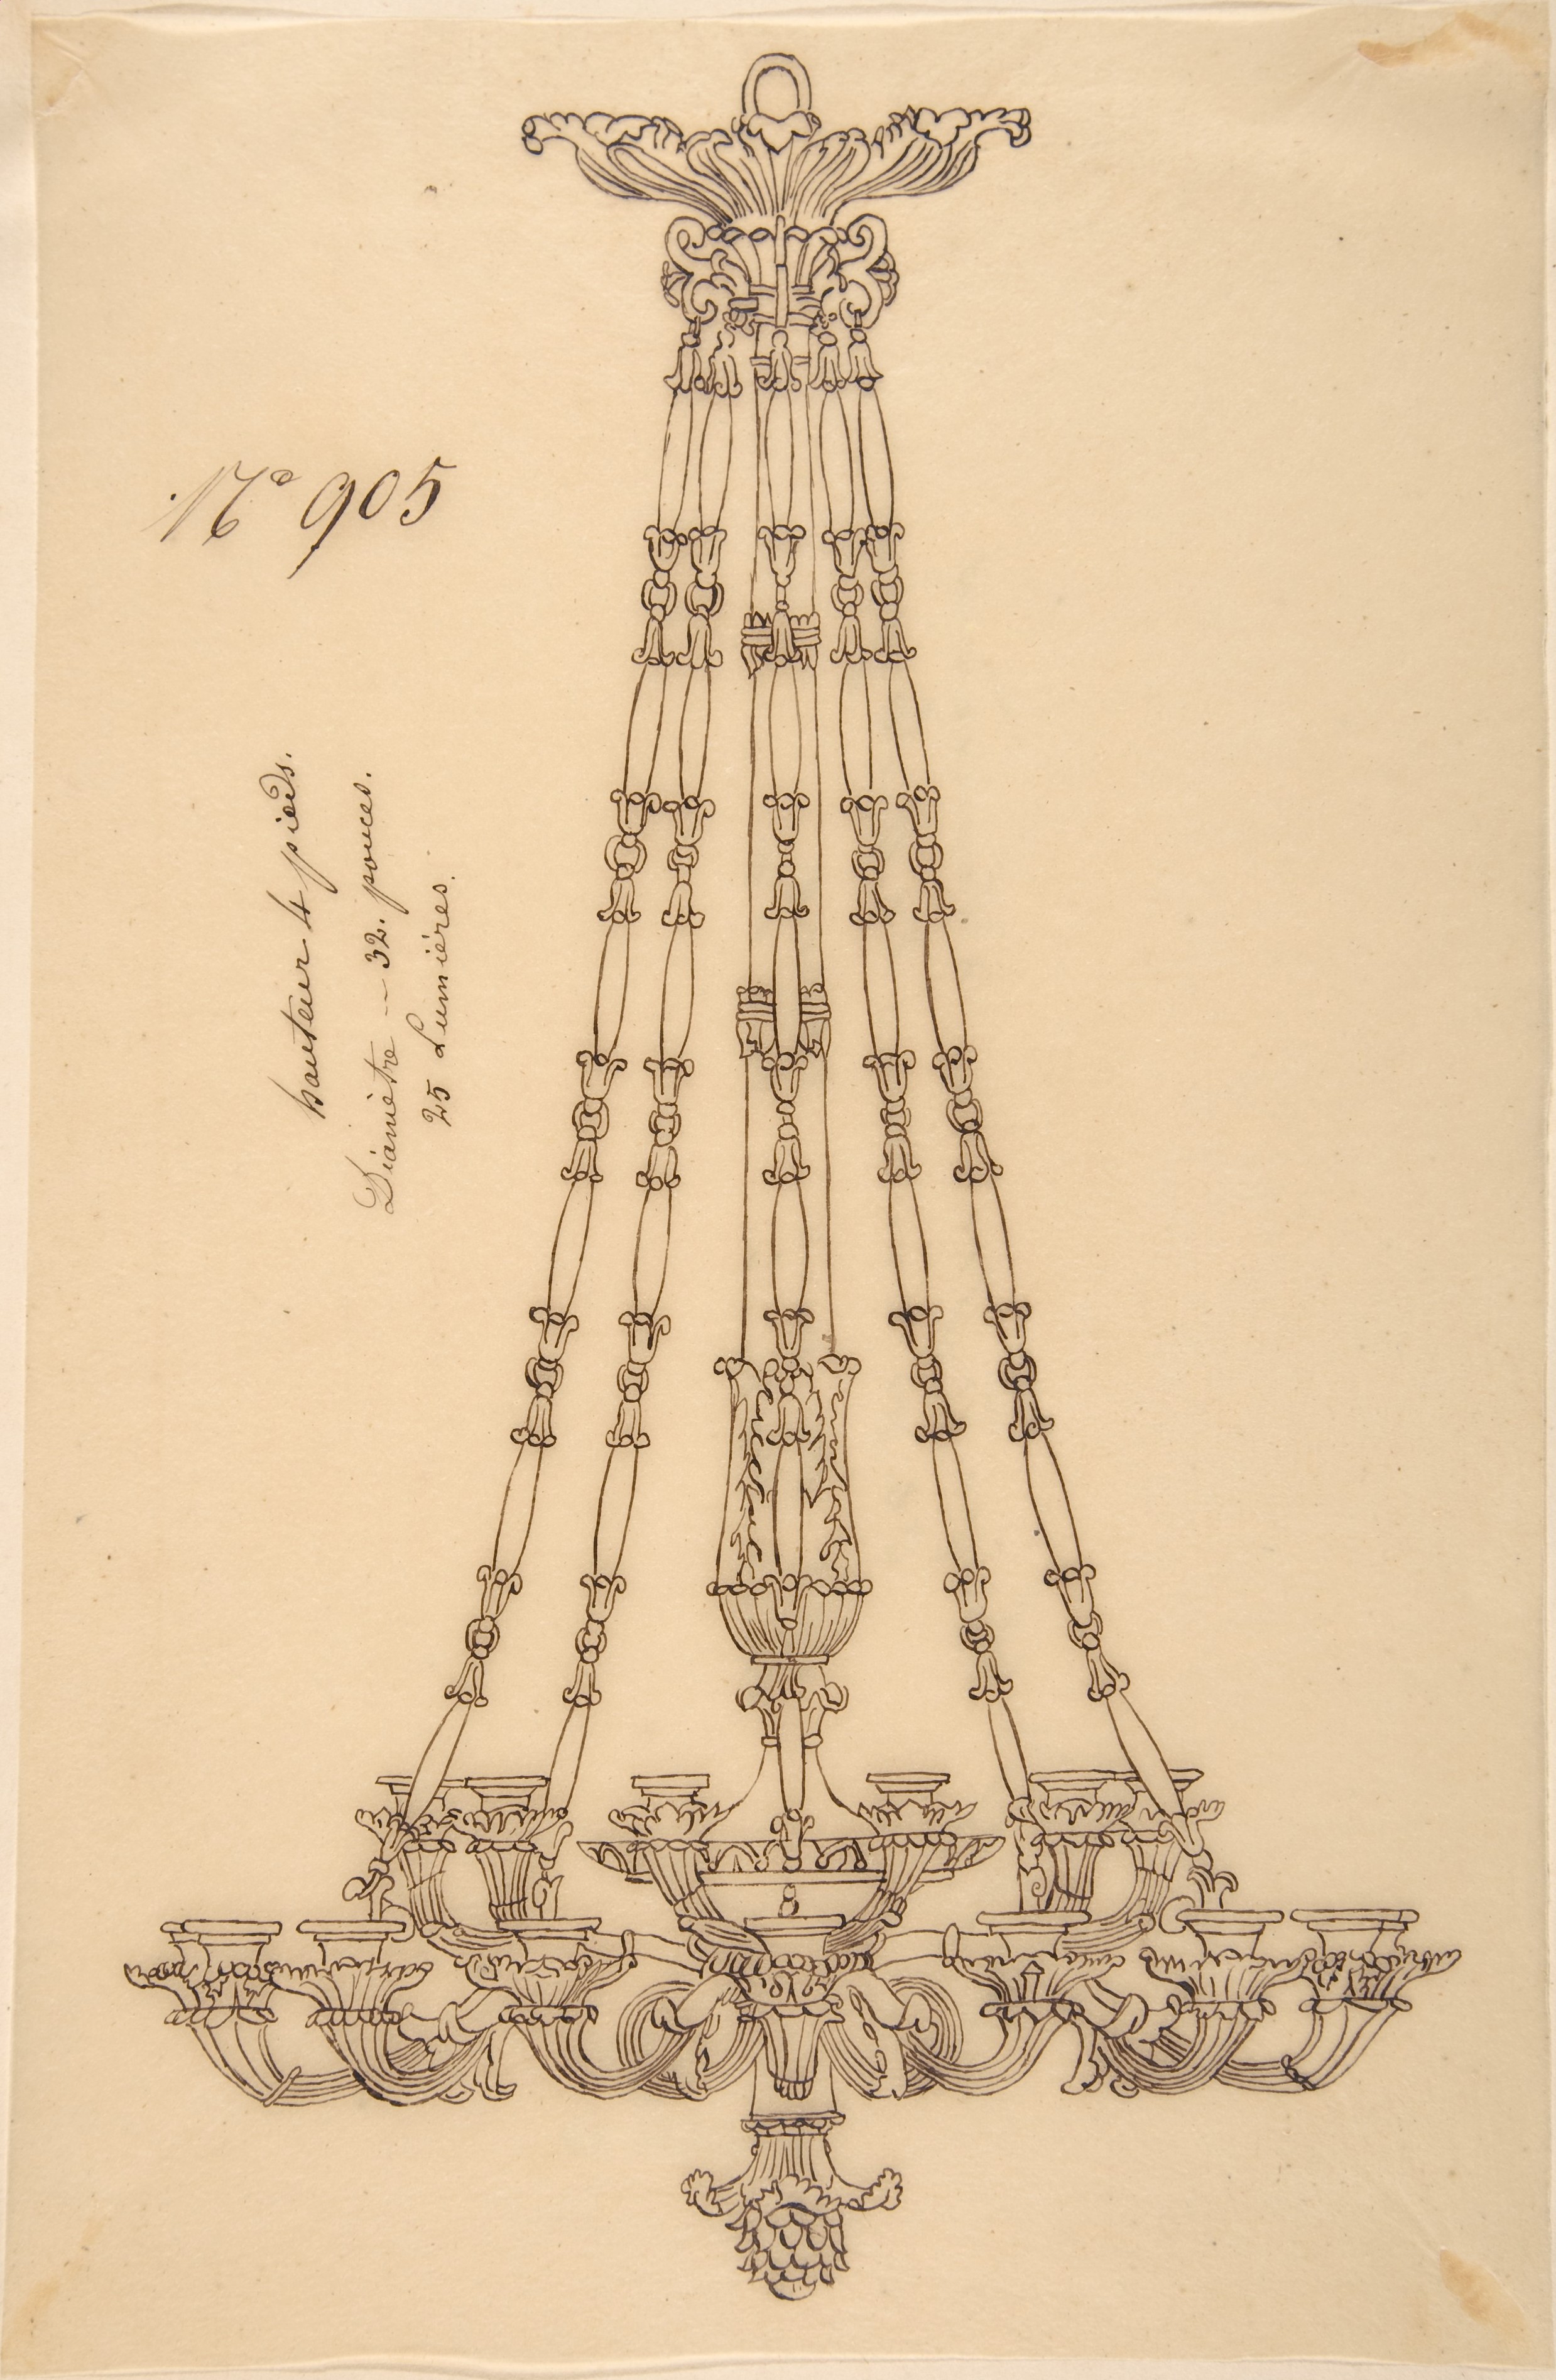 No 905
hauteur 4 pieds.
Diamètre -- 32. pouces.
25 Lumières.